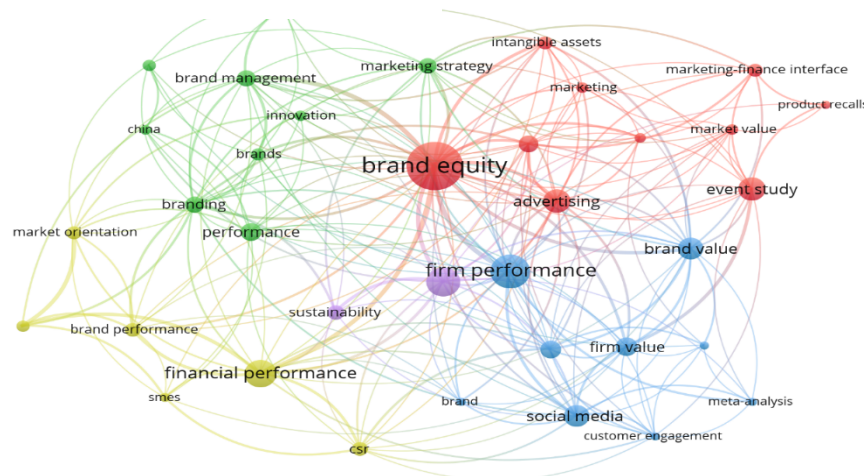 intangible assets
marketing strategy
marketing-finance interface
brand management
marketing
product recalls
innovation
china
market value
brands
brand equity
event study
advertising
branding
market orientation
performance
brand value
firm performance
sustainability
brand performance
firm value
financial performance
smes
brand
meta-analysis
social media
customer engagement
csr